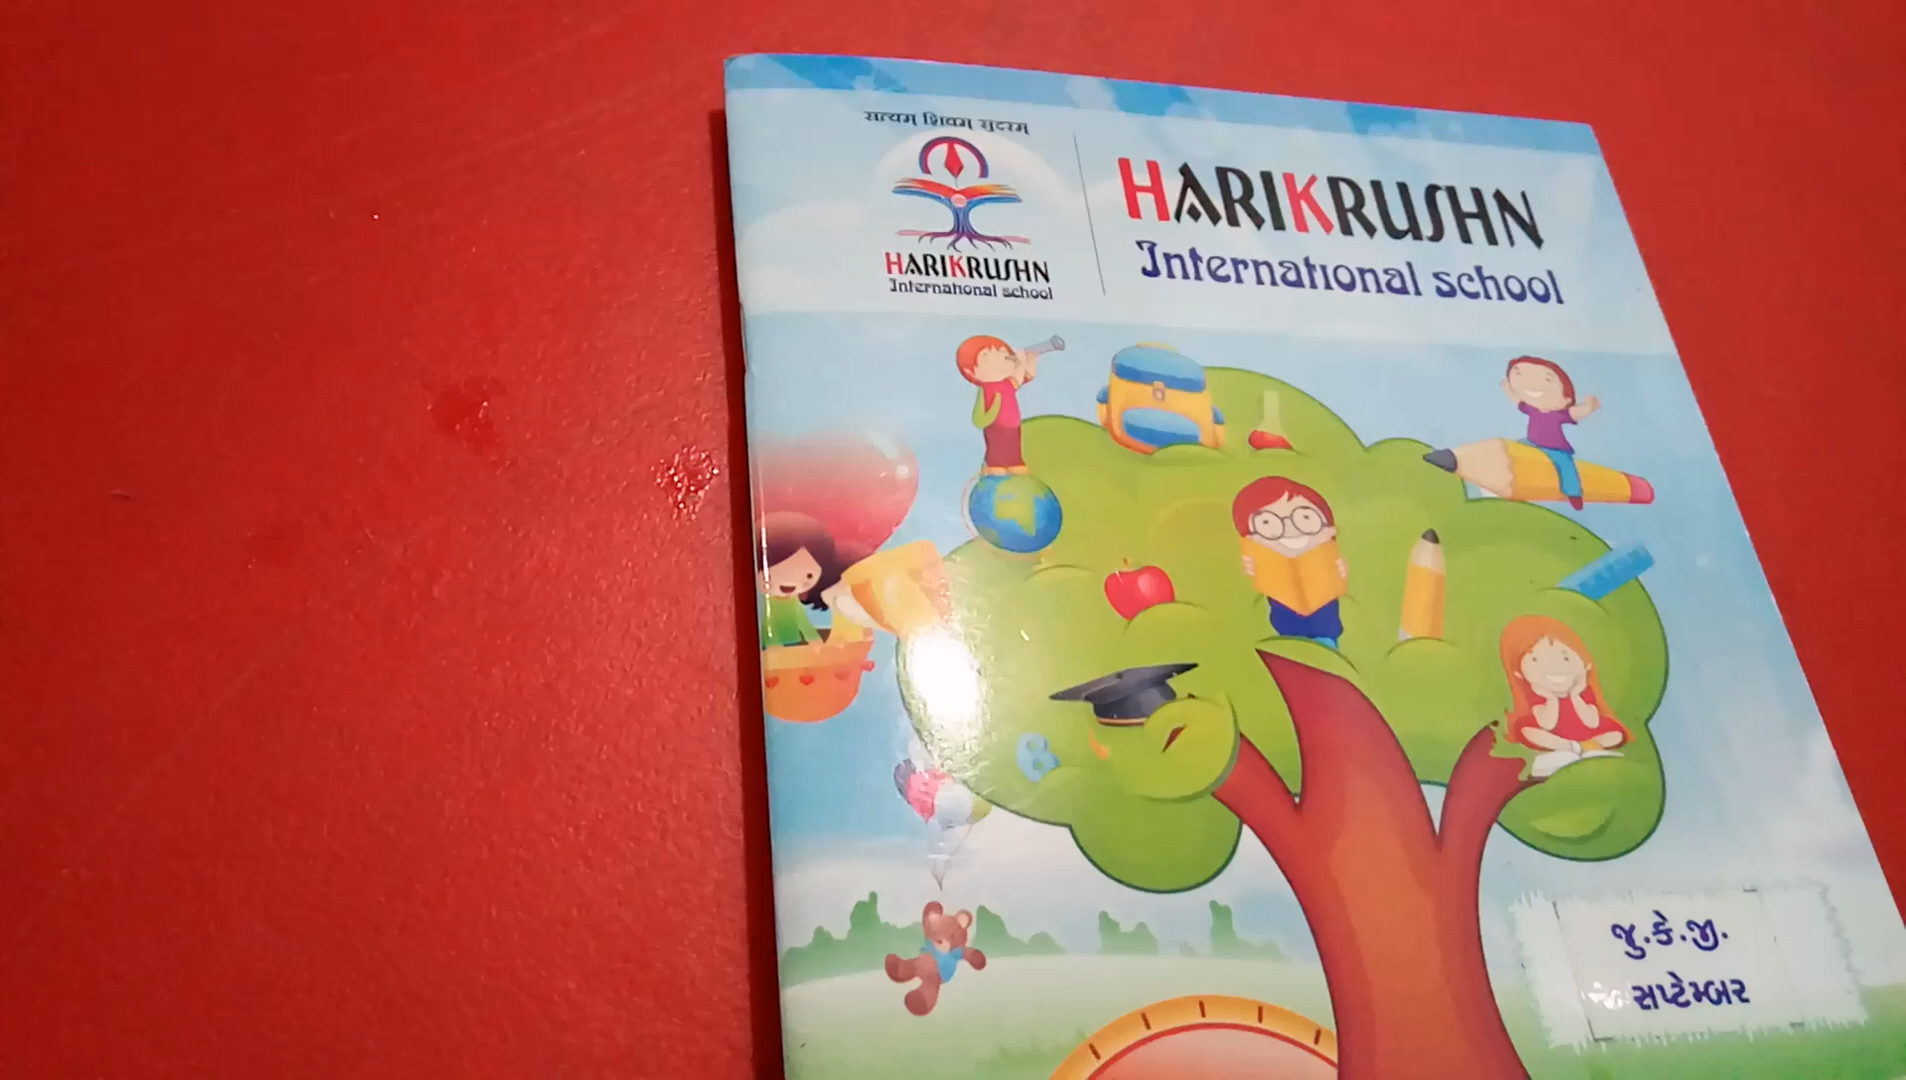 सत्यम् शिवम सुदरम्
HARIKRUSHN
International school
HARIKRUSHN
International school
B
જુ.કે.જી.
સપ્ટેમ્બર